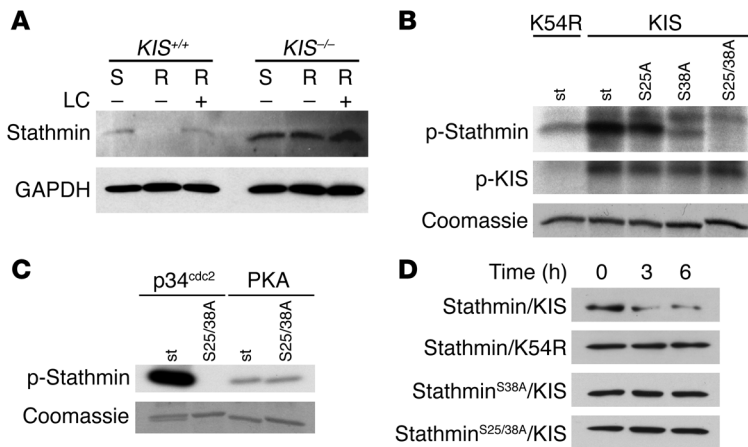 A
KIS+/+ KIS−/−
S R R S R R
LC − − + − − +
Stathmin
GAPDH
B
K54R KIS
st st S25A S38A S25/38A
p-Stathmin
p-KIS
Coomassie
C
p34cdc2 PKA
st S25/38A st S25/38A
p-Stathmin
Coomassie
D
Time (h) 0 3 6
Stathmin/KIS
Stathmin/K54R
StathminS38A/KIS
StathminS25/38A/KIS